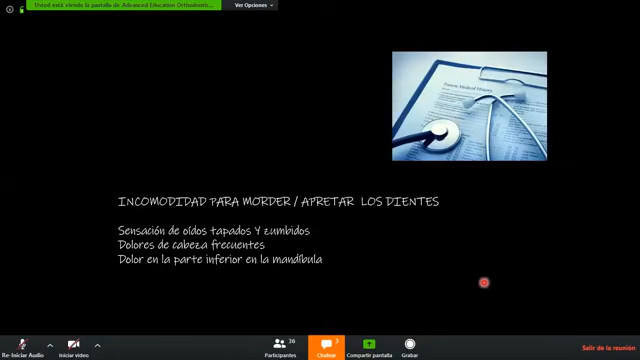 Usted está viendo la pantalla de Advanced Education Orthodontic...
Ver Opciones
Patient Medical History
INCOMODIDAD PARA MORDER / APRETAR LOS DIENTES
Sensación de oídos tapados y zumbidos
Dolores de cabeza frecuentes
Dolor en la parte inferior en la mandíbula
Re-Iniciar Audio
Iniciar video
36
Participantes
3
Chatear
Compartir pantalla
Grabar
Salir de la reunión